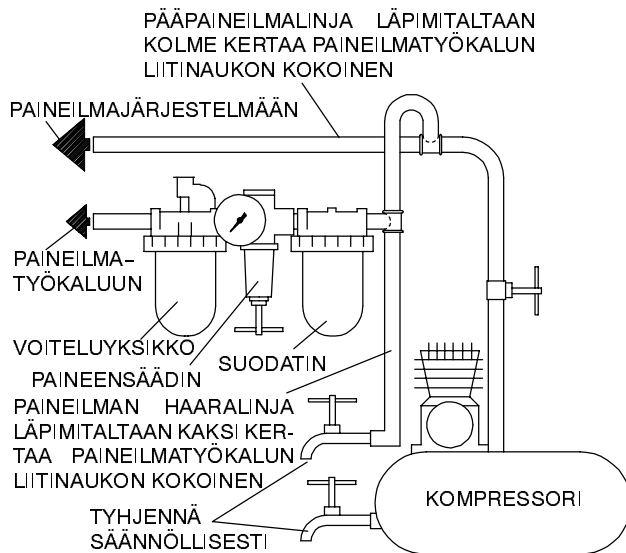 PÄÄPAINEILMALINJA LÄPIMITALTAAN
KOLME KERTAA PAINEILMATYÖKALUN
LIITINAUKON KOKOINEN
PAINEILMAJÄRJESTELMÄÄN
PAINEILMA-
TYÖKALUUN
VOITELUYKSIKKÖ
SUODATIN
PAINEENSÄÄDIN
PAINEILMAN HAARALINJA
LÄPIMITALTAAN KAKSI KER-
TAA PAINEILMATYÖKALUN
LIITINAUKON KOKOINEN
KOMPRESSORI
TYHJENNÄ
SÄÄNNÖLLISESTI